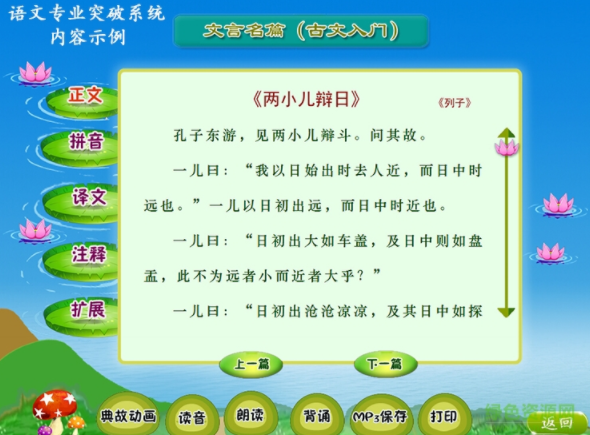 语文专业突破系统
内容示例
文言名篇（古文入门）
正文
拼音
译文
注释
扩展
《两小儿辩日》 《列子》
孔子东游，见两小儿辩斗。问其故。
一儿曰：“我以日始出时去人近，而日中时
远也。”一儿以日初出远，而日中时近也。
一儿曰：“日初出大如车盖，及日中则如盘
盂，此不为远者小而近者大乎？”
一儿曰：“日初出沧沧凉凉，及其日中如探
上一篇 下一篇
典故动画 读音 朗读 背诵 MP3保存 打印 返回